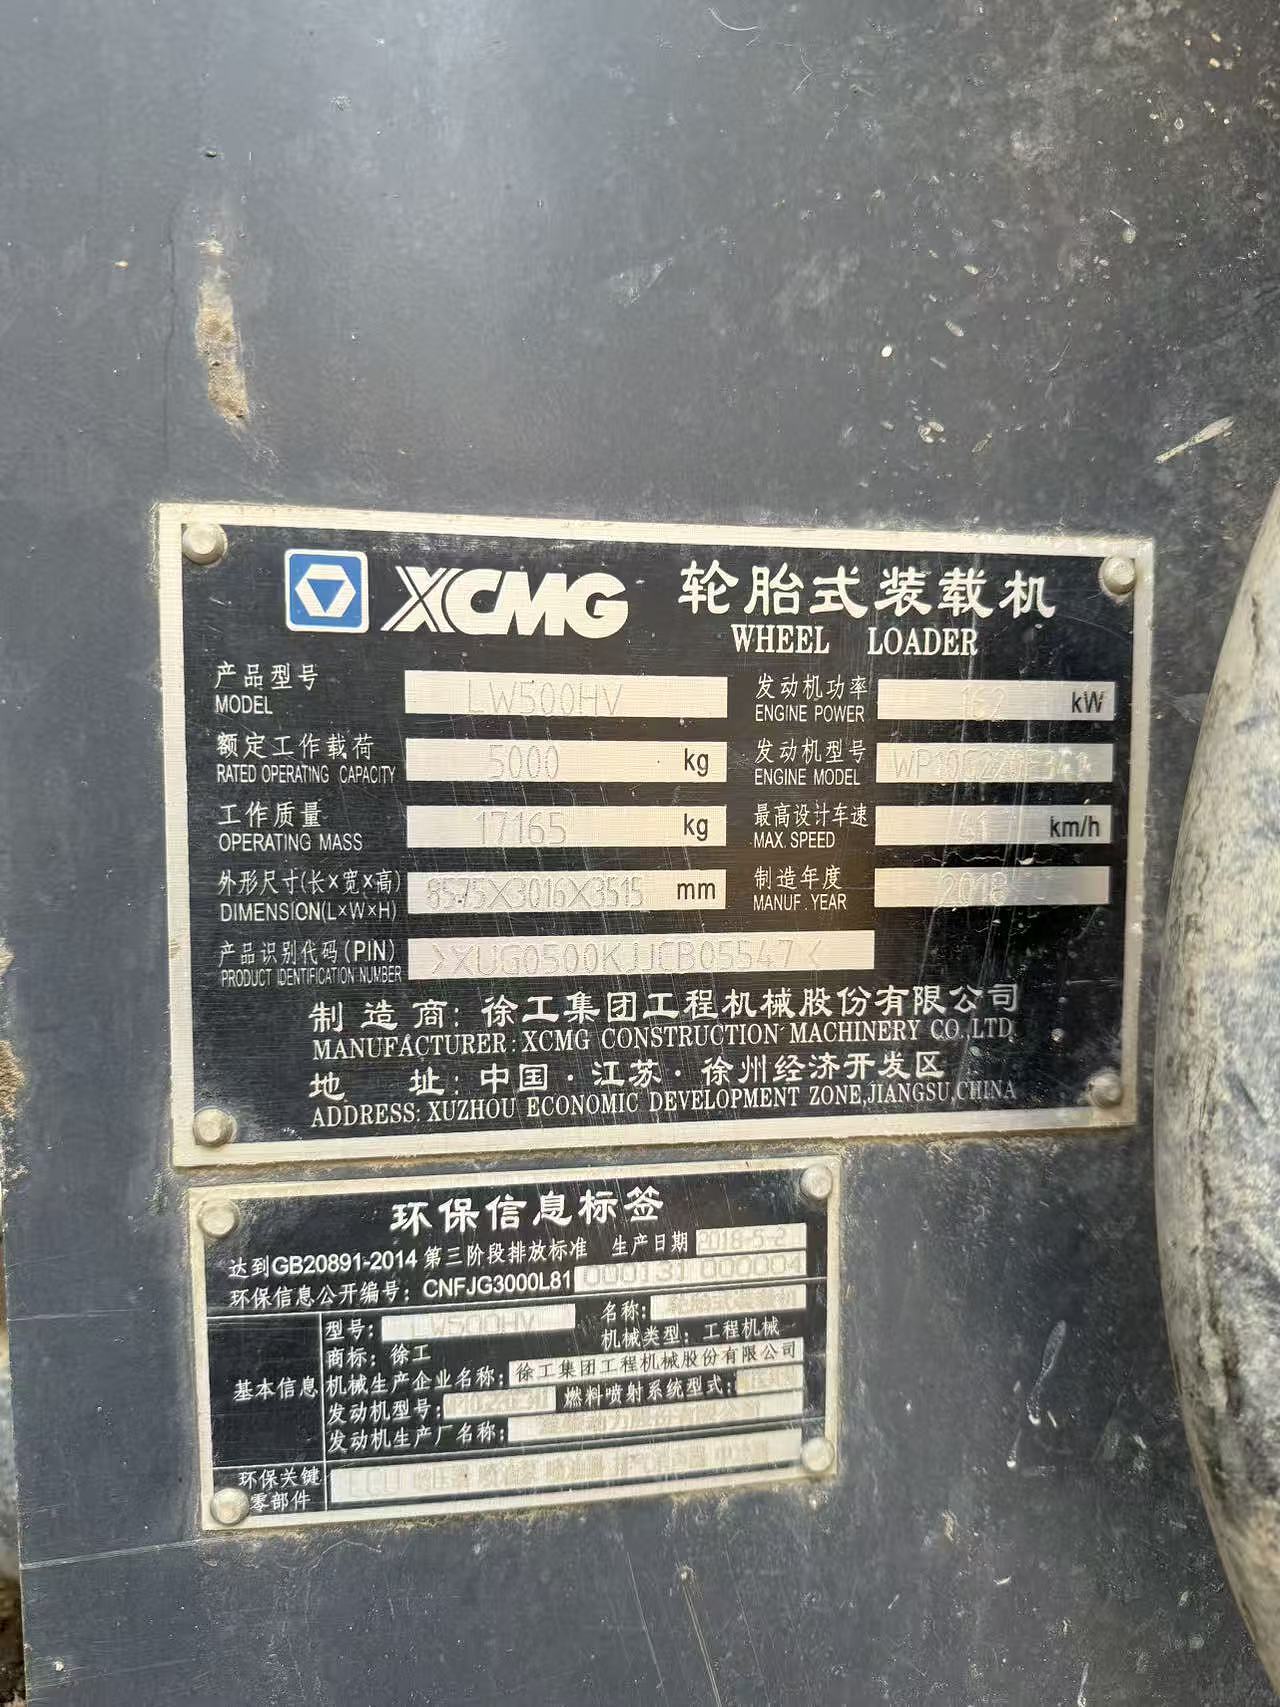 XCMG 轮胎式装载机
WHEEL LOADER
产品型号 LW500HV 发动机功率 162 kW
MODEL ENGINE POWER
额定工作载荷 5000 kg 发动机型号
RATED OPERATING CAPACITY ENGINE MODEL
工作质量 17165 kg 最高设计车速 41 km/h
OPERATING MASS MAX. SPEED
外形尺寸(长×宽×高) 8575X3016X3515 mm 制造年度 2018
DIMENSION(L×W×H) MANUF. YEAR
产品识别代码(PIN) >XUG0500KJJCB05547<
PRODUCT IDENTIFICATION NUMBER
制造商:徐工集团工程机械股份有限公司
MANUFACTURER: XCMG CONSTRUCTION MACHINERY CO.,LTD.
地 址:中国·江苏·徐州经济开发区
ADDRESS: XUZHOU ECONOMIC DEVELOPMENT ZONE,JIANGSU,CHINA
环保信息标签
达到GB20891-2014 第三阶段排放标准 生产日期 2018-5-2
环保信息公开编号: CNFJG3000L81 000131 000004
型号: LW500HV 名称: 轮胎式装载机
商标: 徐工 机械类型: 工程机械
基本信息 机械生产企业名称: 徐工集团工程机械股份有限公司
发动机型号: 燃料喷射系统型式:
发动机生产厂名称:
环保关键 ECU
零部件